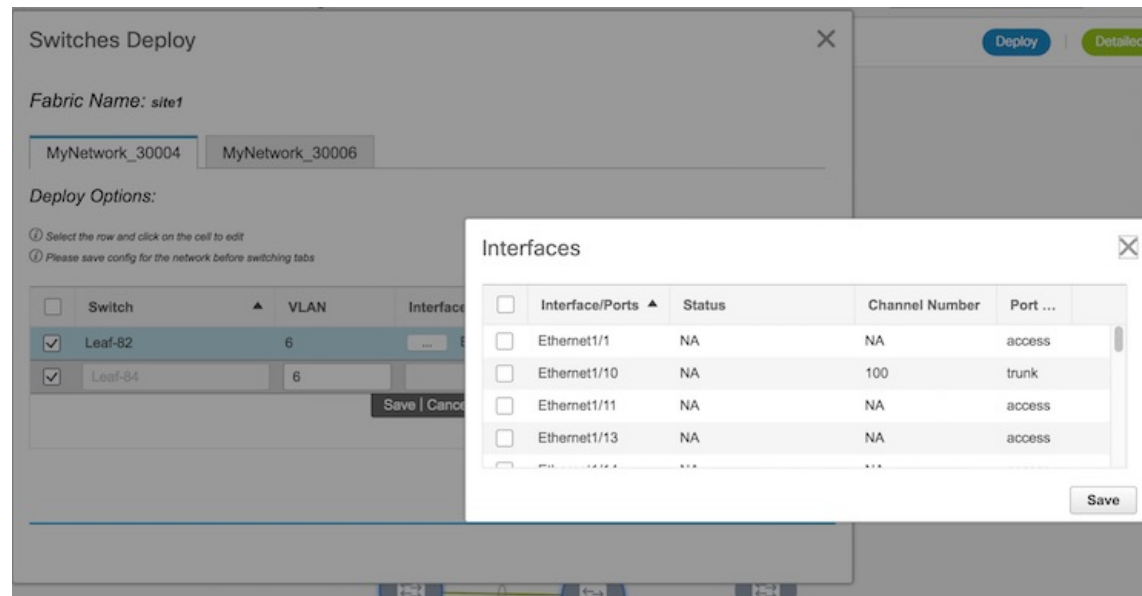 Switches Deploy
Deploy
Detailed
Fabric Name: site1
MyNetwork_30004 MyNetwork_30006
Deploy Options:
Select the row and click on the cell to edit
Please save config for the network before switching tabs
Switch VLAN Interface
Leaf-82 6 ...
Leaf-84 6
Save | Cance
Interfaces
Interface/Ports Status Channel Number Port ...
Ethernet1/1 NA NA access
Ethernet1/10 NA 100 trunk
Ethernet1/11 NA NA access
Ethernet1/13 NA NA access
Save